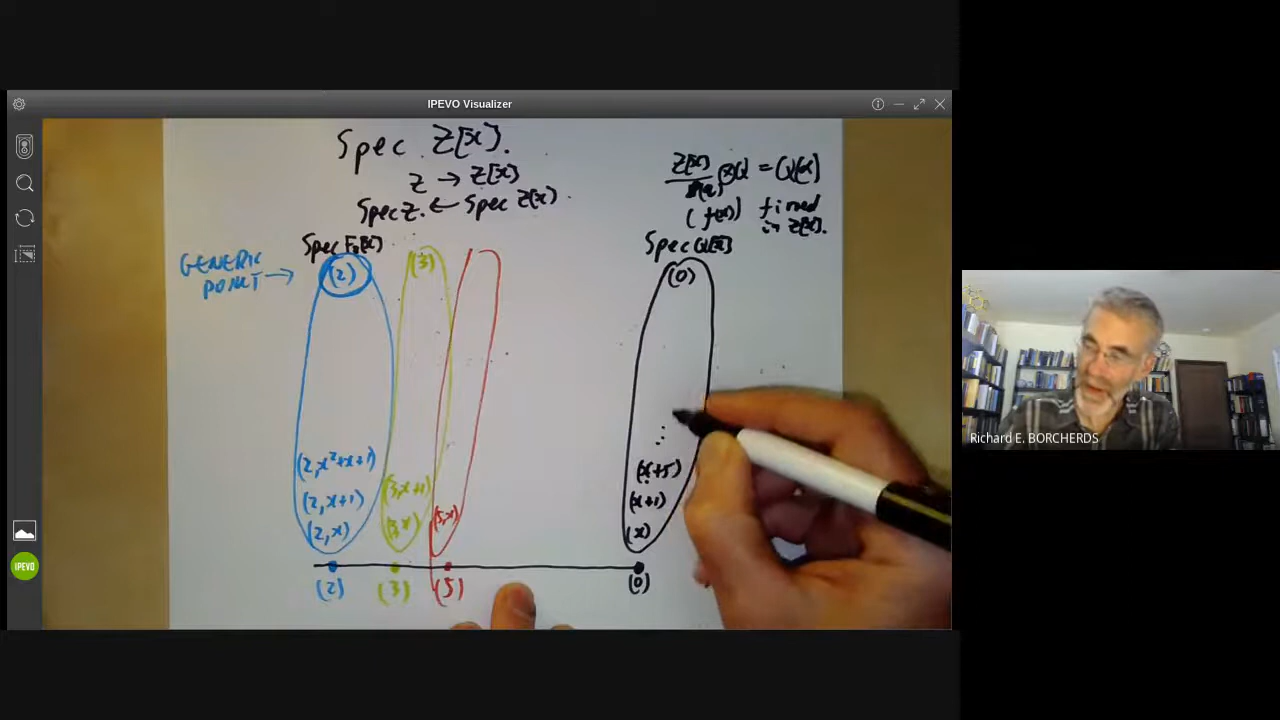 IPEVO Visualizer
Spec Z[x].
Z → Z[x]
Spec Z. ← Spec Z[x].
Z[x]
⊗Q = Q[x]
(f(x)) f irred
in Z[x].
GENERIC
POINT →
Spec F₂[x]
Spec Q[x]
(2)
(3)
(0)
(2,x²+x+1)
(2,x+1)
(2,x)
(3,x+1)
(3,x)
(5,x)
(x+5)
(x+1)
(x)
(2) (3) (5) (0)
IPEVO
Richard E. BORCHERDS